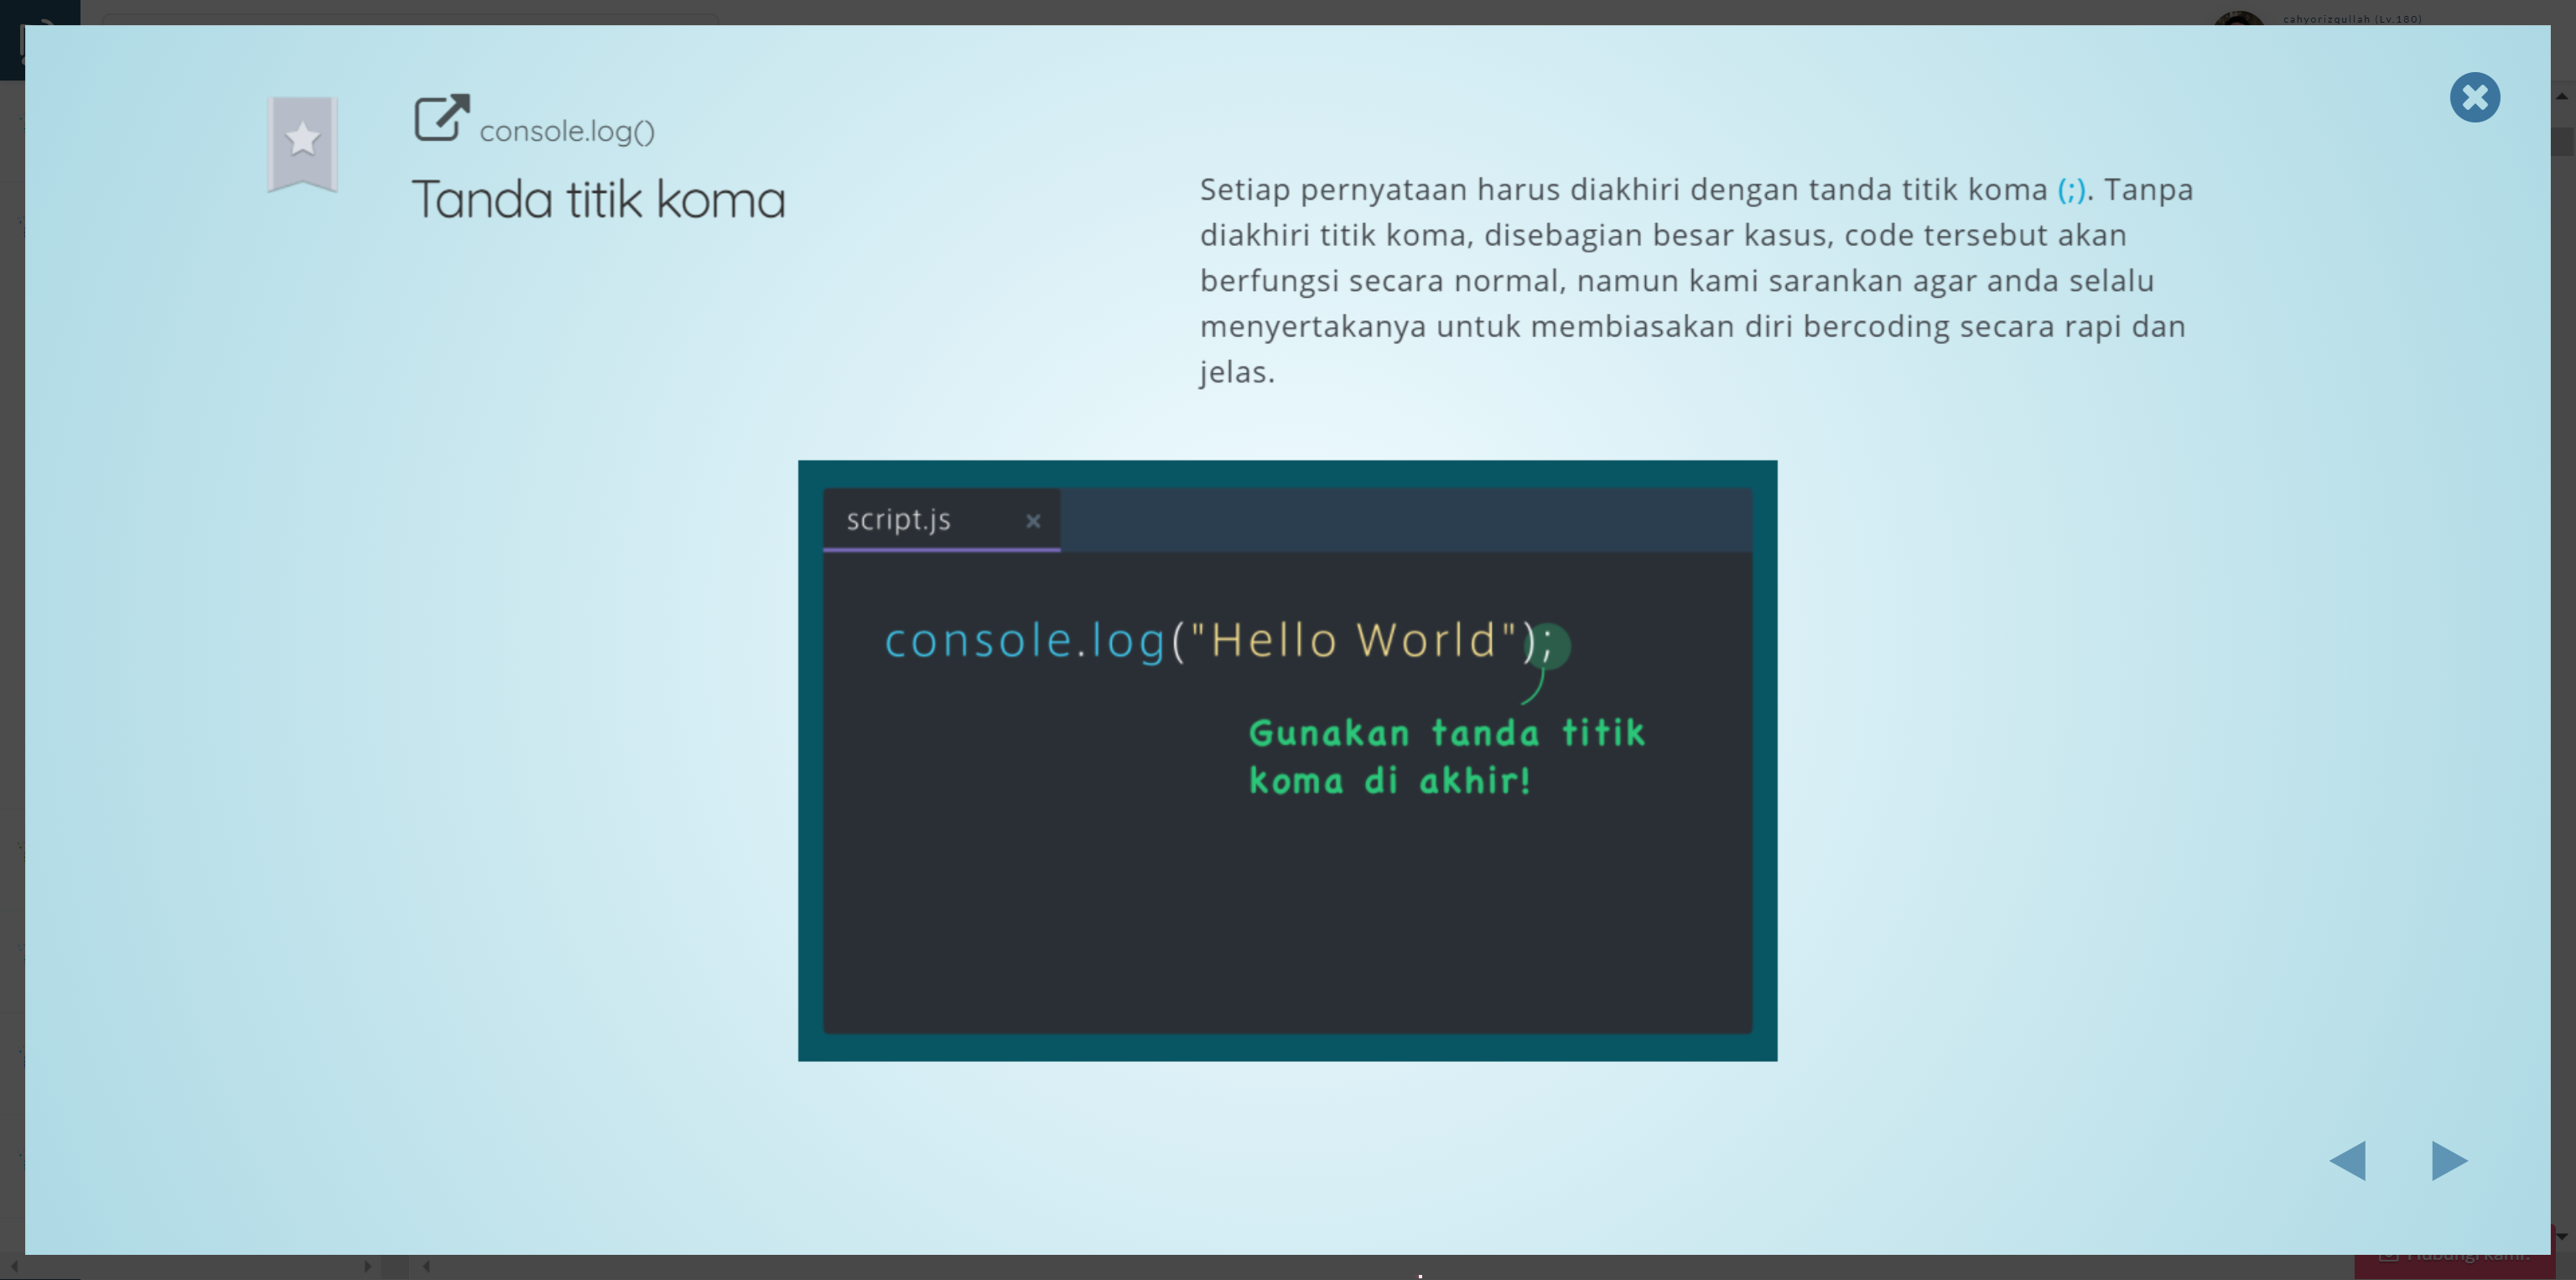 cahyorizqullah (Lv.180)
console.log()
Tanda titik koma
Setiap pernyataan harus diakhiri dengan tanda titik koma (;). Tanpa
diakhiri titik koma, disebagian besar kasus, code tersebut akan
berfungsi secara normal, namun kami sarankan agar anda selalu
menyertakanya untuk membiasakan diri bercoding secara rapi dan
jelas.
script.js
console.log("Hello World");
Gunakan tanda titik
koma di akhir!